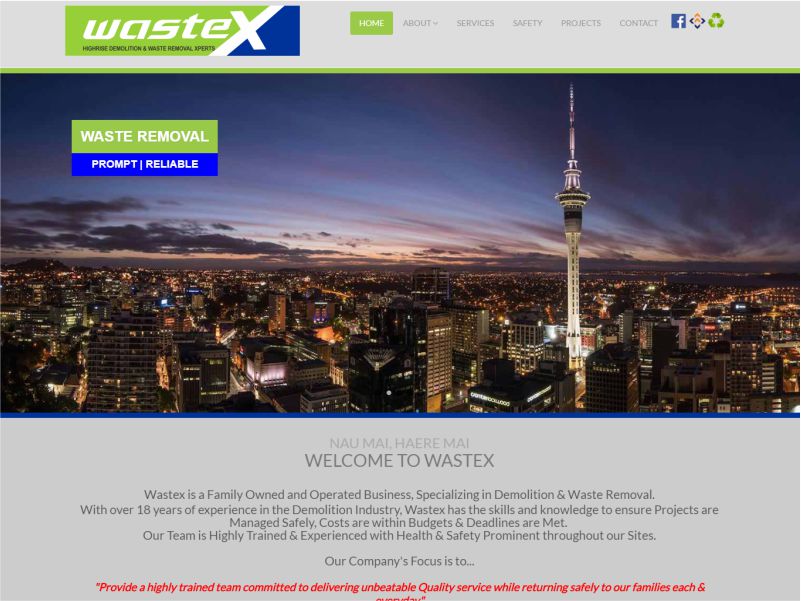 wasteX
HIGHRISE DEMOLITION & WASTE REMOVAL XPERTS
HOME
ABOUT
SERVICES
SAFETY
PROJECTS
CONTACT
WASTE REMOVAL
PROMPT | RELIABLE
NAU MAI, HAERE MAI
WELCOME TO WASTEX
Wastex is a Family Owned and Operated Business, Specializing in Demolition & Waste Removal.
With over 18 years of experience in the Demolition Industry, Wastex has the skills and knowledge to ensure Projects are
Managed Safely, Costs are within Budgets & Deadlines are Met.
Our Team is Highly Trained & Experienced with Health & Safety Prominent throughout our Sites.
Our Company's Focus is to...
"Provide a highly trained team committed to delivering unbeatable Quality service while returning safely to our families each &
everyday"